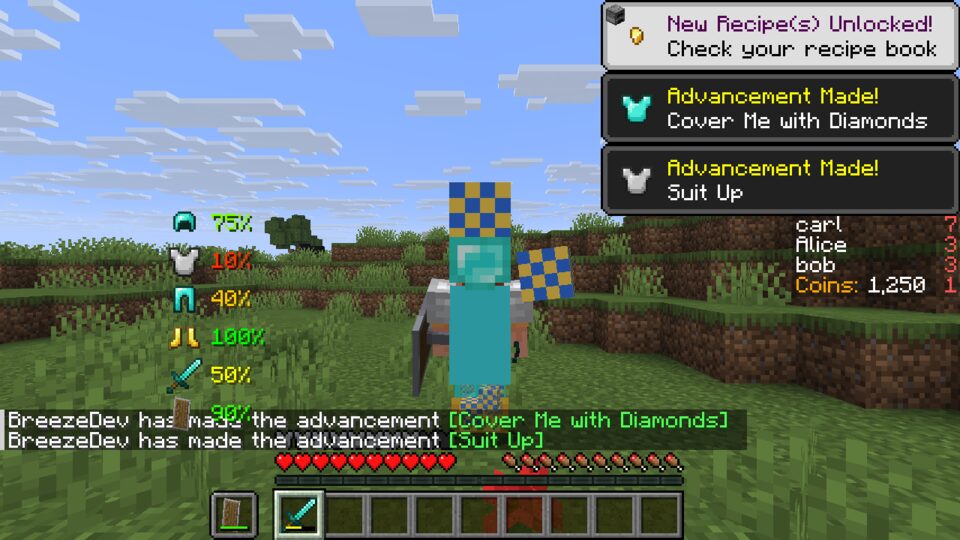 New Recipe(s) Unlocked!
Check your recipe book
Advancement Made!
Cover Me with Diamonds
Advancement Made!
Suit Up
carl 7
Alice 3
bob 3
Coins: 1,250 1
75%
10%
40%
100%
50%
90%
BreezeDev has made the advancement [Cover Me with Diamonds]
BreezeDev has made the advancement [Suit Up]